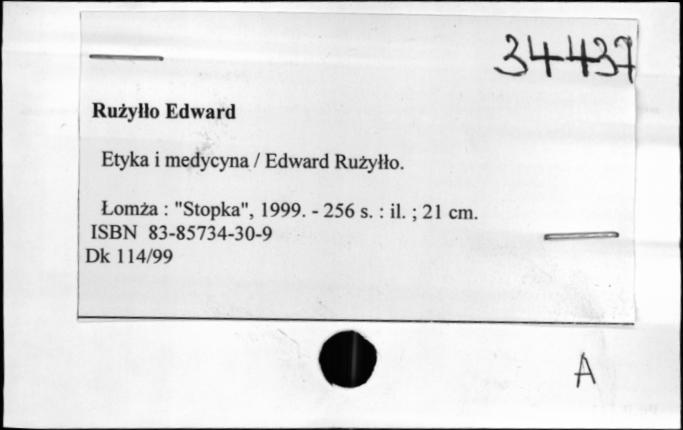 34437
Rużyłło Edward
Etyka i medycyna / Edward Rużyłło.
Łomża : "Stopka", 1999. - 256 s. : il. ; 21 cm.
ISBN 83-85734-30-9
Dk 114/99
A